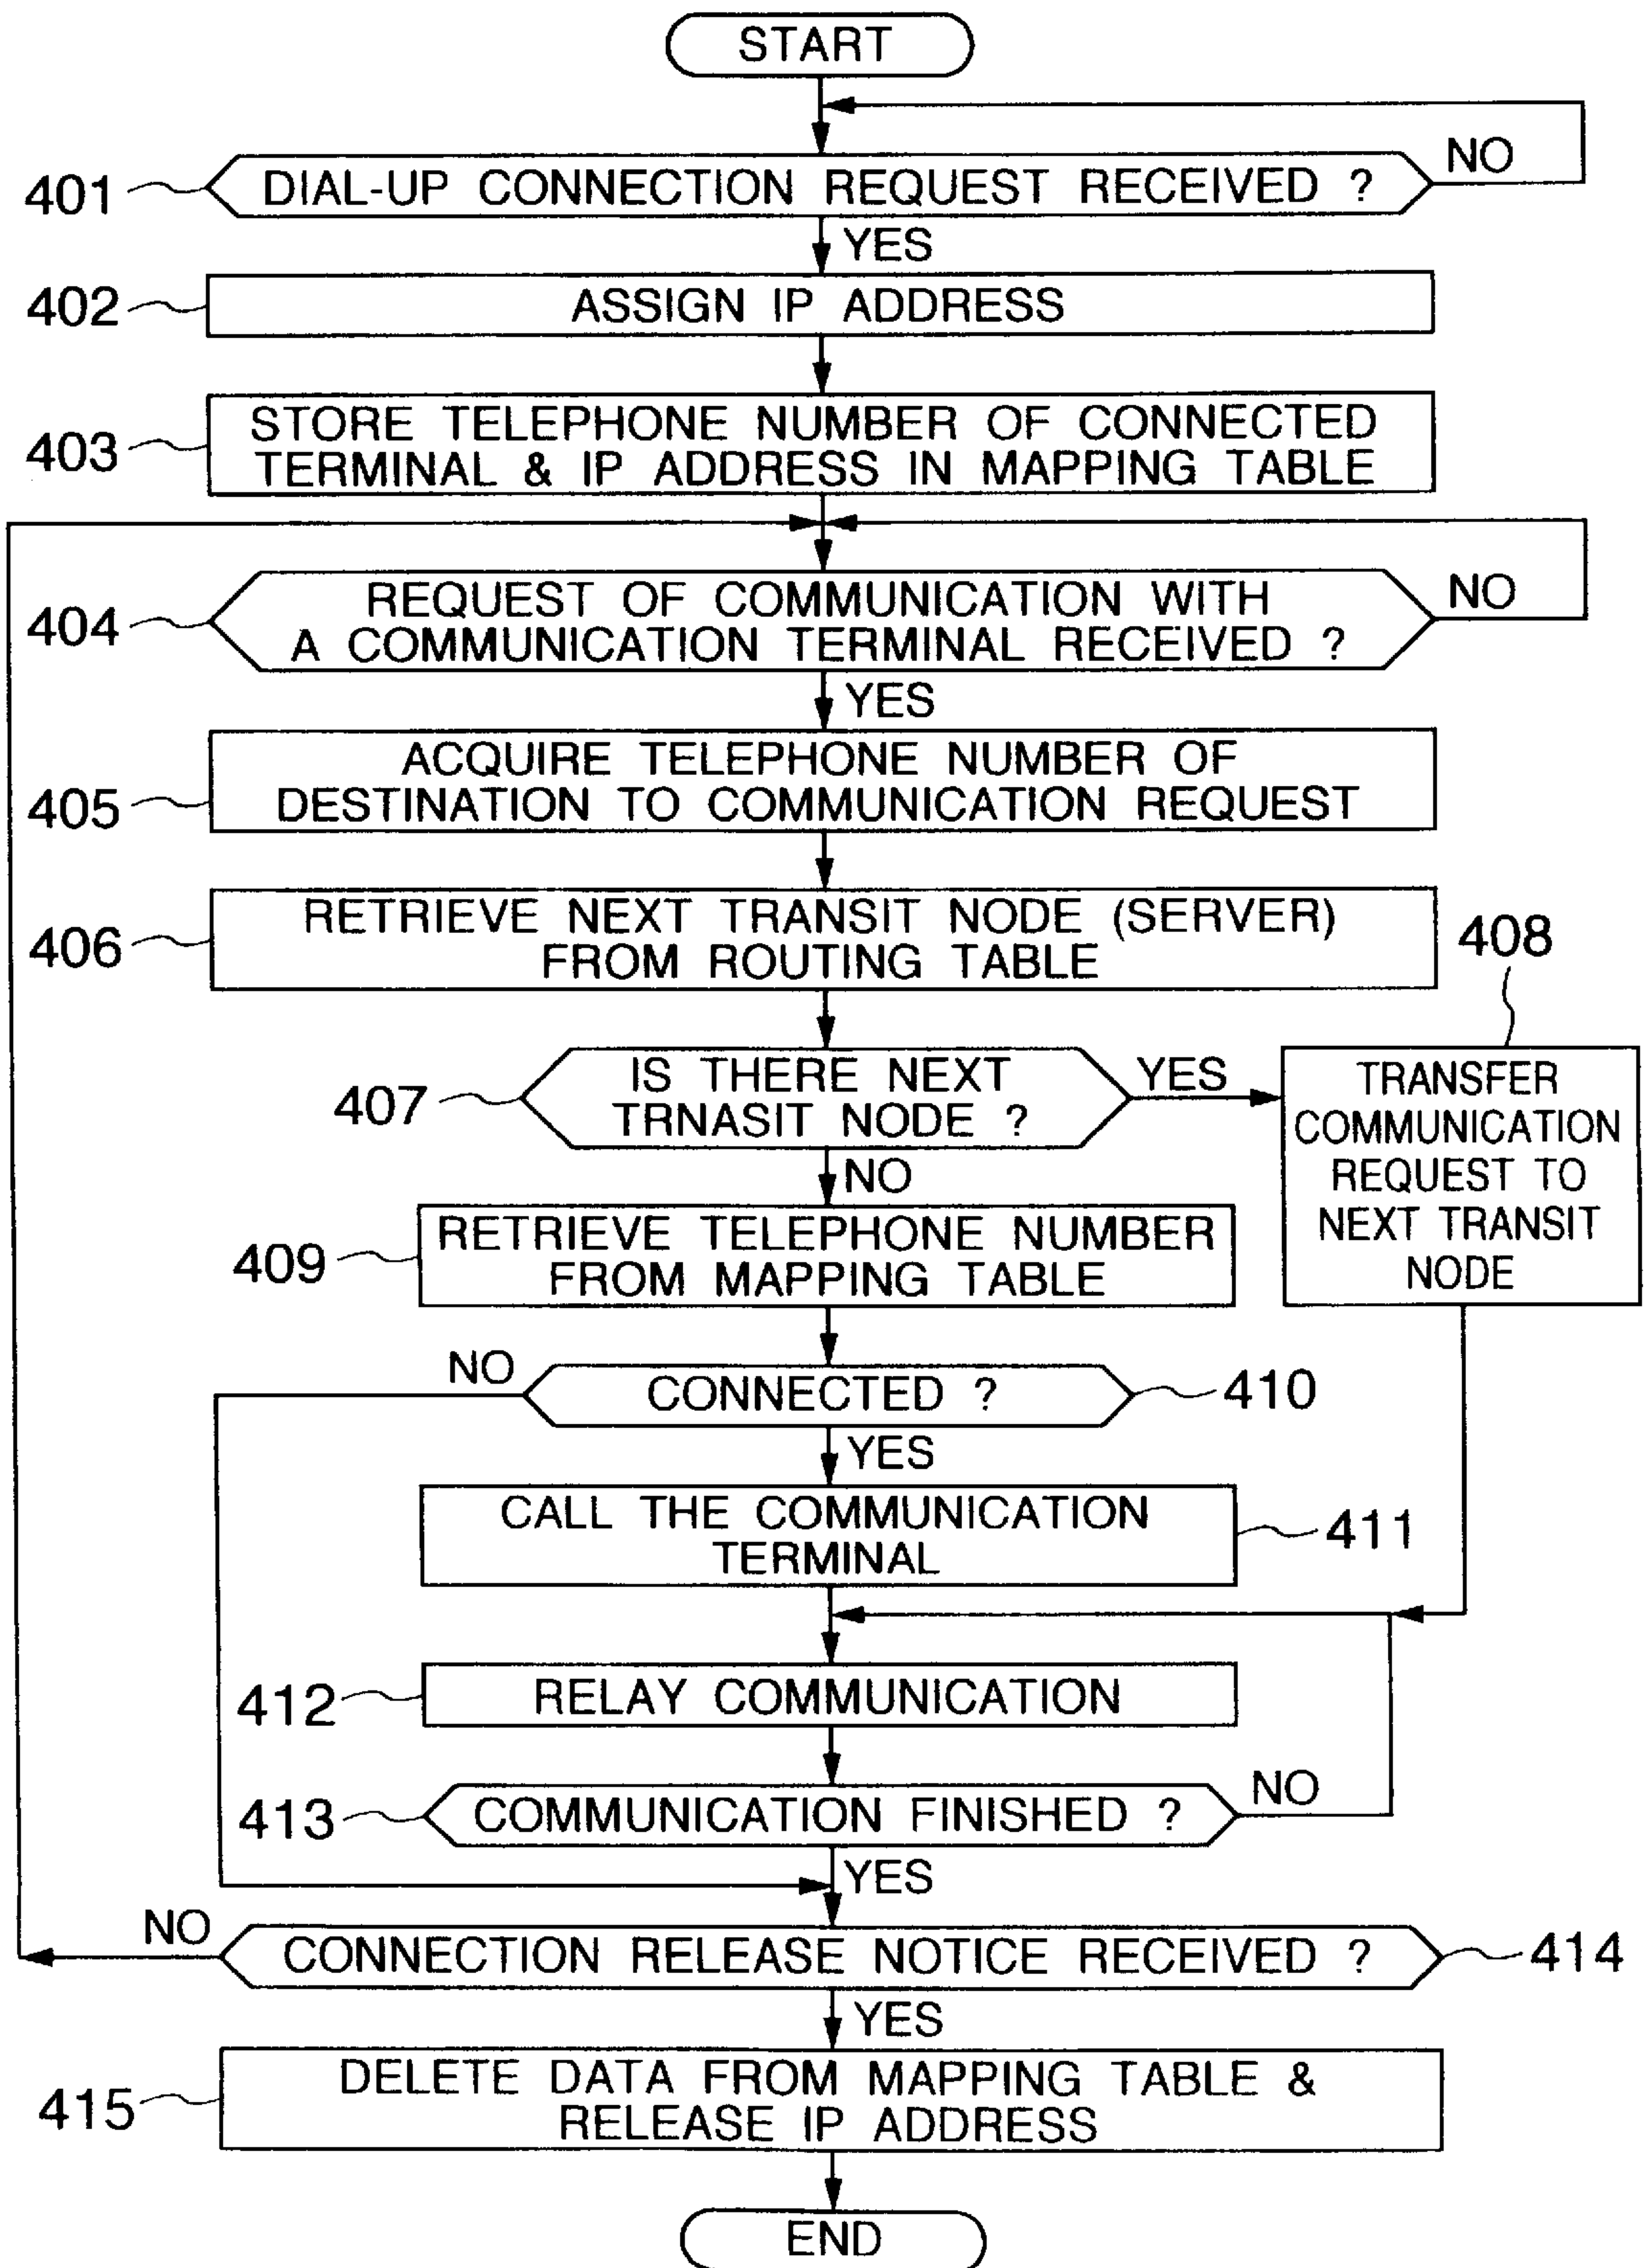 START
NO
401
DIAL-UP CONNECTION REQUEST RECEIVED ?
YES
402
ASSIGN IP ADDRESS
403
STORE TELEPHONE NUMBER OF CONNECTED
TERMINAL & IP ADDRESS IN MAPPING TABLE
404
REQUEST OF COMMUNICATION WITH
A COMMUNICATION TERMINAL RECEIVED ?
NO
YES
405
ACQUIRE TELEPHONE NUMBER OF
DESTINATION TO COMMUNICATION REQUEST
406
RETRIEVE NEXT TRANSIT NODE (SERVER)
FROM ROUTING TABLE
408
407
IS THERE NEXT
TRNASIT NODE ?
YES
TRANSFER
COMMUNICATION
REQUEST TO
NEXT TRANSIT
NODE
NO
409
RETRIEVE TELEPHONE NUMBER
FROM MAPPING TABLE
NO
CONNECTED ?
410
YES
CALL THE COMMUNICATION
TERMINAL
411
412
RELAY COMMUNICATION
413
COMMUNICATION FINISHED ?
NO
YES
NO
CONNECTION RELEASE NOTICE RECEIVED ?
414
YES
415
DELETE DATA FROM MAPPING TABLE &
RELEASE IP ADDRESS
END